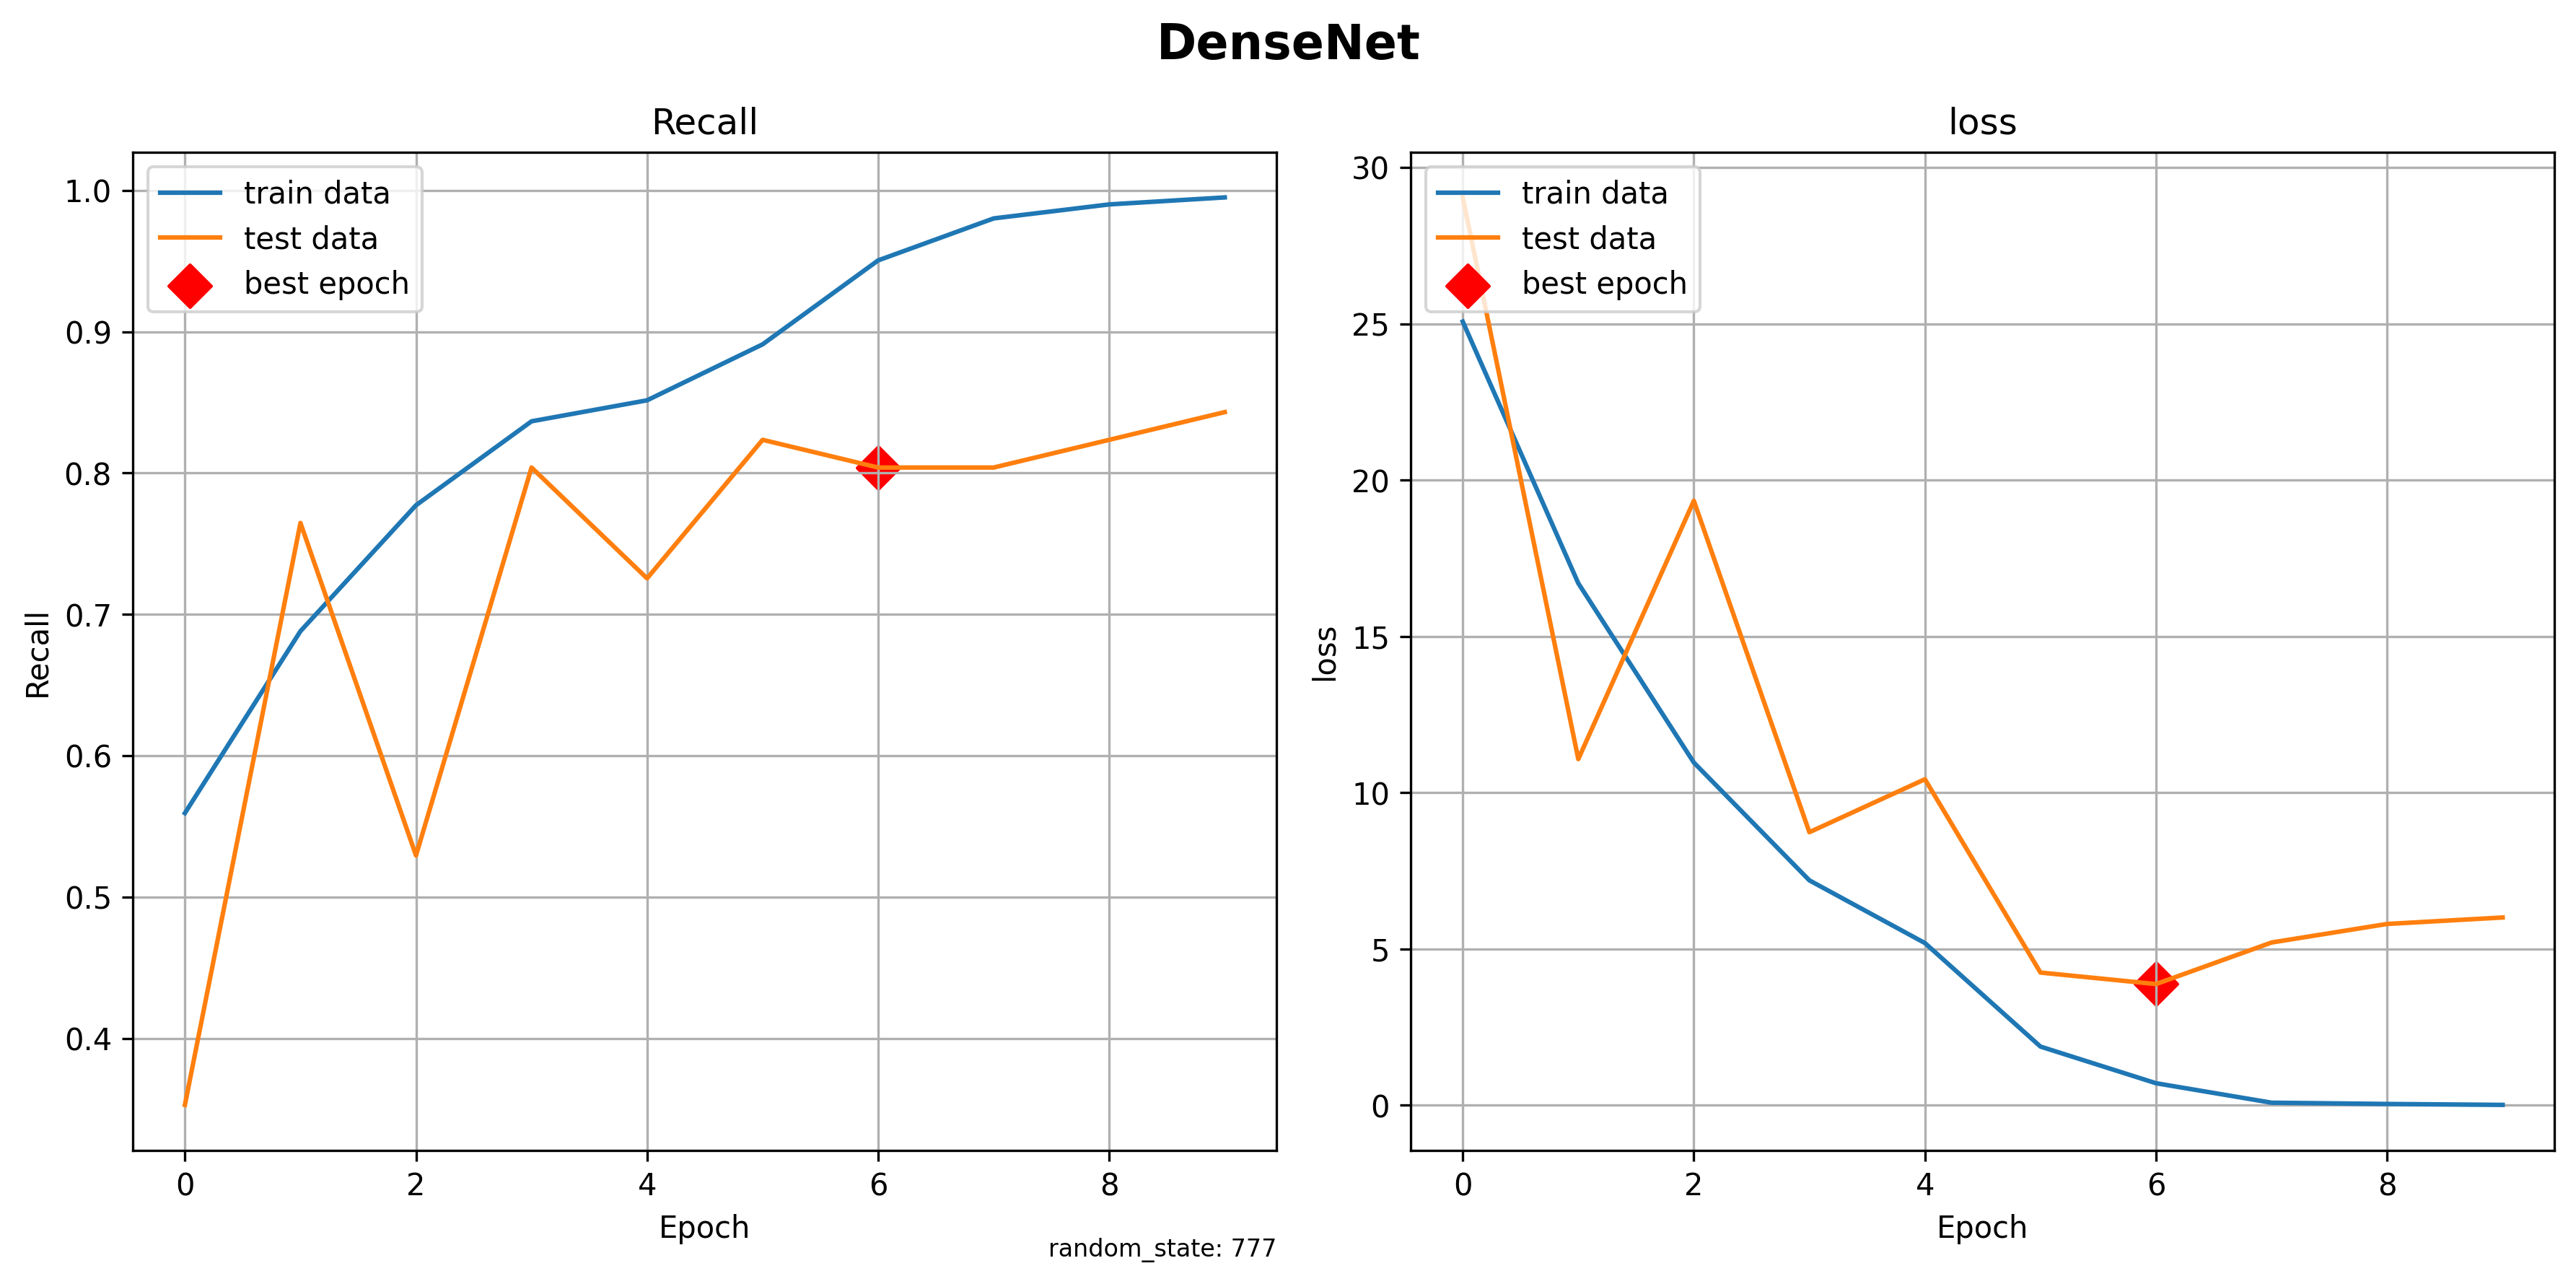 DenseNet
Recall
train data
test data
best epoch
1.0
0.9
0.8
0.7
0.6
0.5
0.4
Recall
0 2 4 6 8
Epoch
random_state: 777
loss
train data
test data
best epoch
30
25
20
15
10
5
0
loss
0 2 4 6 8
Epoch